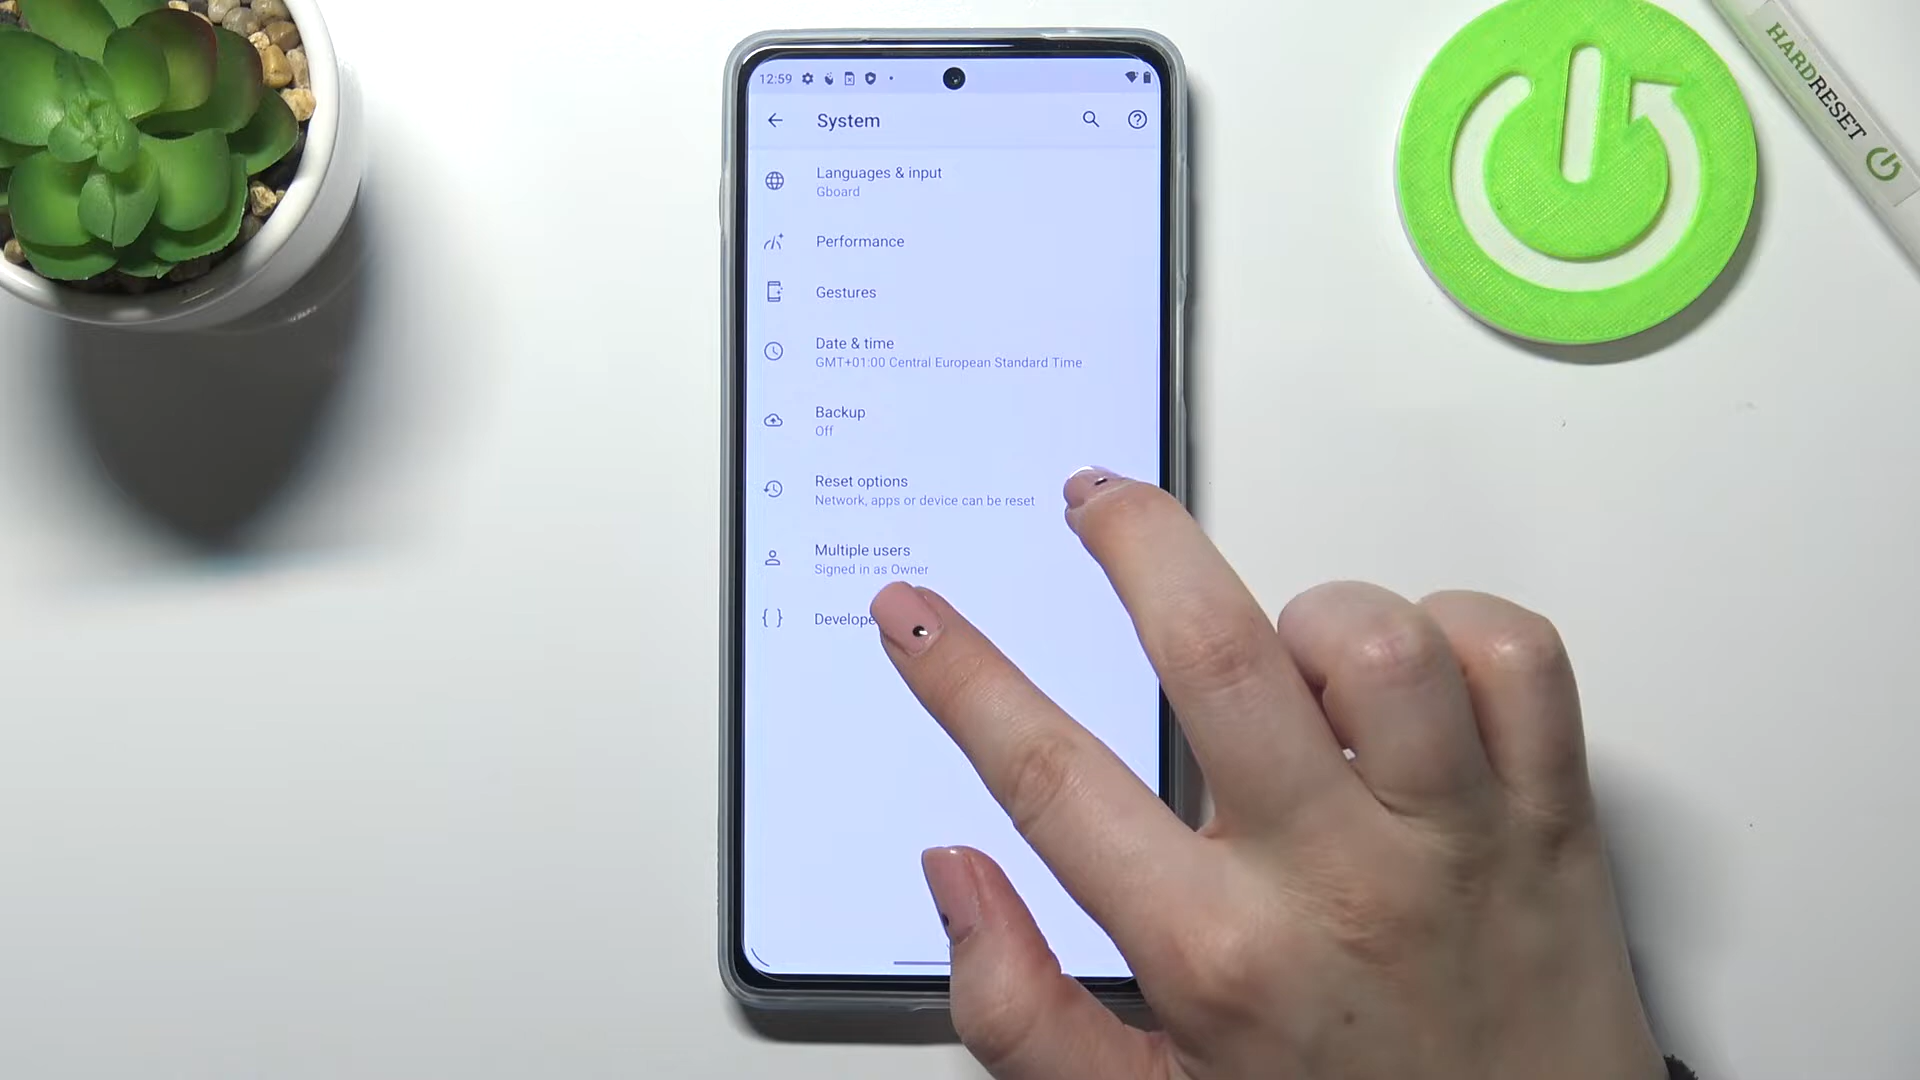 12:59
System
Languages & input
Gboard
Performance
Gestures
Date & time
GMT+01:00 Central European Standard Time
Backup
Off
Reset options
Network, apps or device can be reset
Multiple users
Signed in as Owner
Develope
HARDRESET